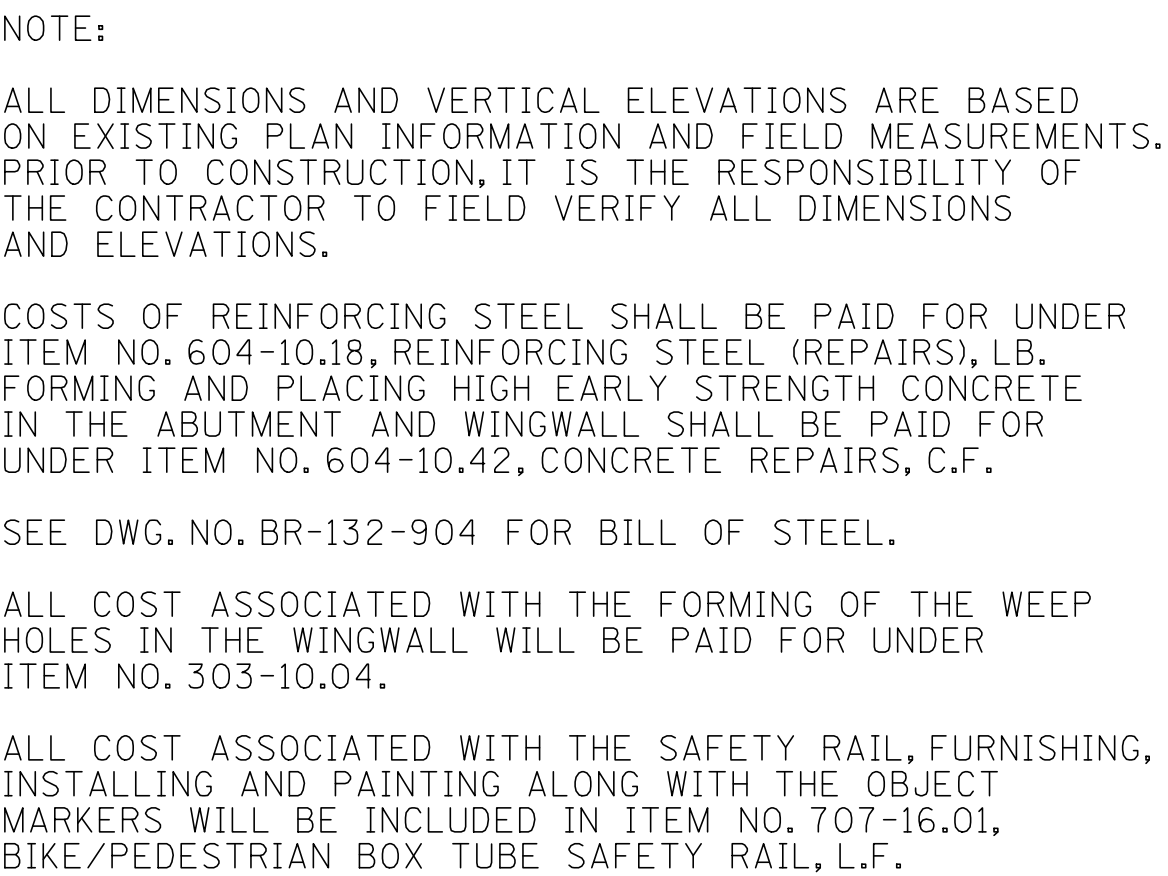 NOTE:
ALL DIMENSIONS AND VERTICAL ELEVATIONS ARE BASED
ON EXISTING PLAN INFORMATION AND FIELD MEASUREMENTS.
PRIOR TO CONSTRUCTION, IT IS THE RESPONSIBILITY OF
THE CONTRACTOR TO FIELD VERIFY ALL DIMENSIONS
AND ELEVATIONS.
COSTS OF REINFORCING STEEL SHALL BE PAID FOR UNDER
ITEM NO. 604-10.18, REINFORCING STEEL (REPAIRS), LB.
FORMING AND PLACING HIGH EARLY STRENGTH CONCRETE
IN THE ABUTMENT AND WINGWALL SHALL BE PAID FOR
UNDER ITEM NO. 604-10.42, CONCRETE REPAIRS, C.F.
SEE DWG. NO. BR-132-904 FOR BILL OF STEEL.
ALL COST ASSOCIATED WITH THE FORMING OF THE WEEP
HOLES IN THE WINGWALL WILL BE PAID FOR UNDER
ITEM NO. 303-10.04.
ALL COST ASSOCIATED WITH THE SAFETY RAIL, FURNISHING,
INSTALLING AND PAINTING ALONG WITH THE OBJECT
MARKERS WILL BE INCLUDED IN ITEM NO. 707-16.01,
BIKE/PEDESTRIAN BOX TUBE SAFETY RAIL, L.F.